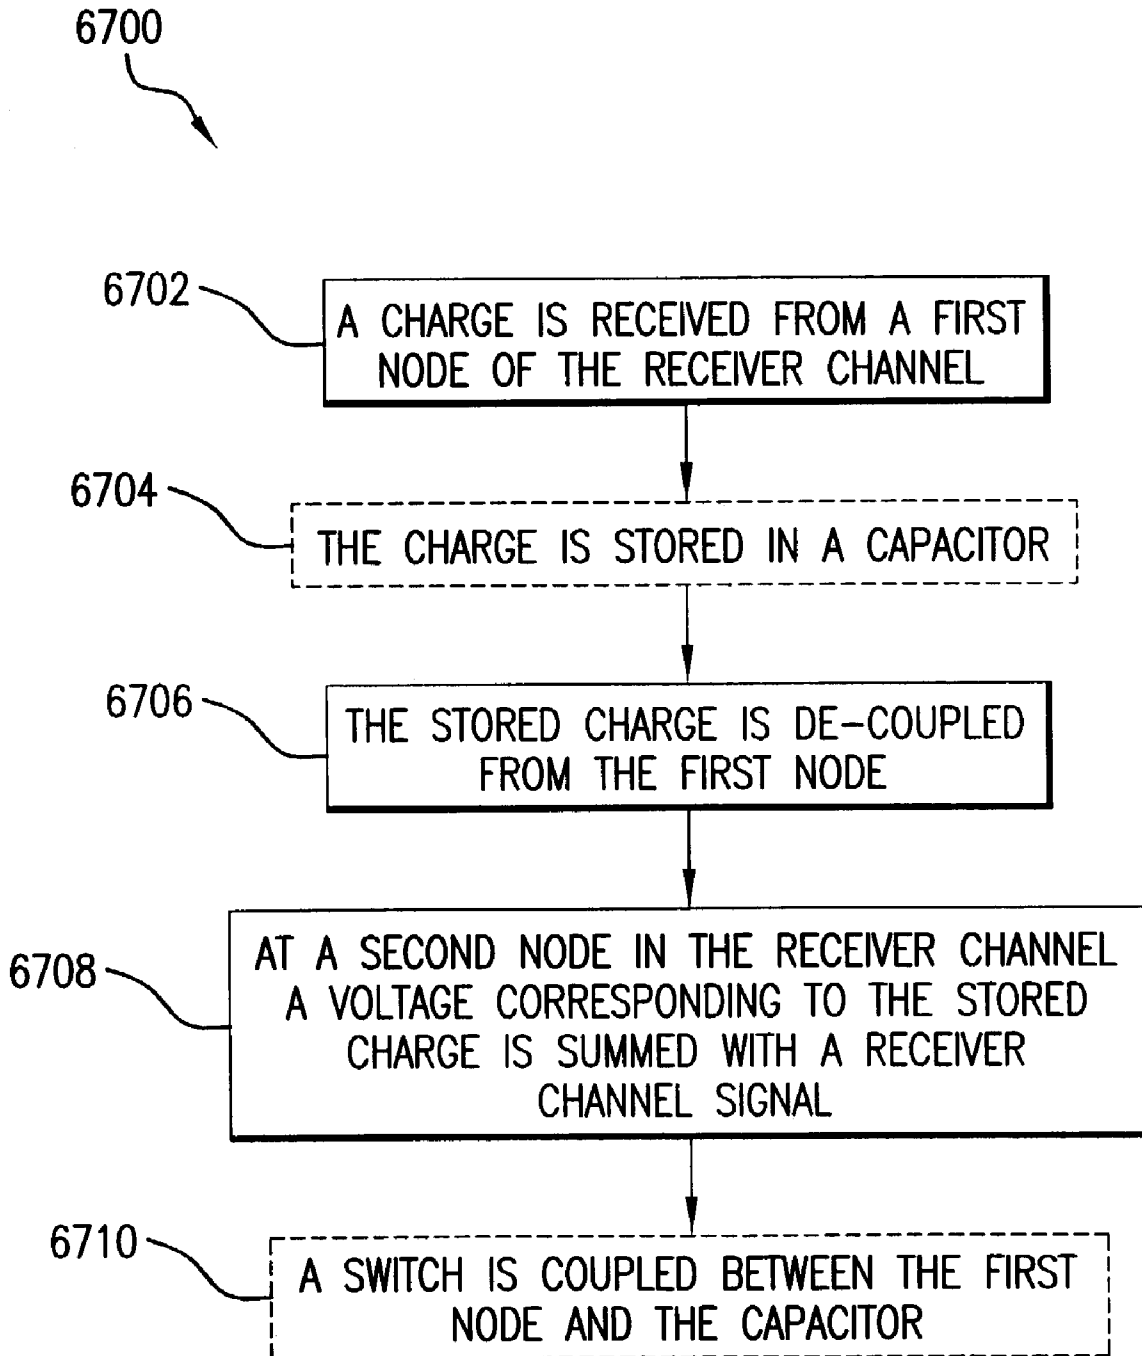 6700
6702
A CHARGE IS RECEIVED FROM A FIRST
NODE OF THE RECEIVER CHANNEL
6704
THE CHARGE IS STORED IN A CAPACITOR
6706
THE STORED CHARGE IS DE-COUPLED
FROM THE FIRST NODE
6708
AT A SECOND NODE IN THE RECEIVER CHANNEL
A VOLTAGE CORRESPONDING TO THE STORED
CHARGE IS SUMMED WITH A RECEIVER
CHANNEL SIGNAL
6710
A SWITCH IS COUPLED BETWEEN THE FIRST
NODE AND THE CAPACITOR